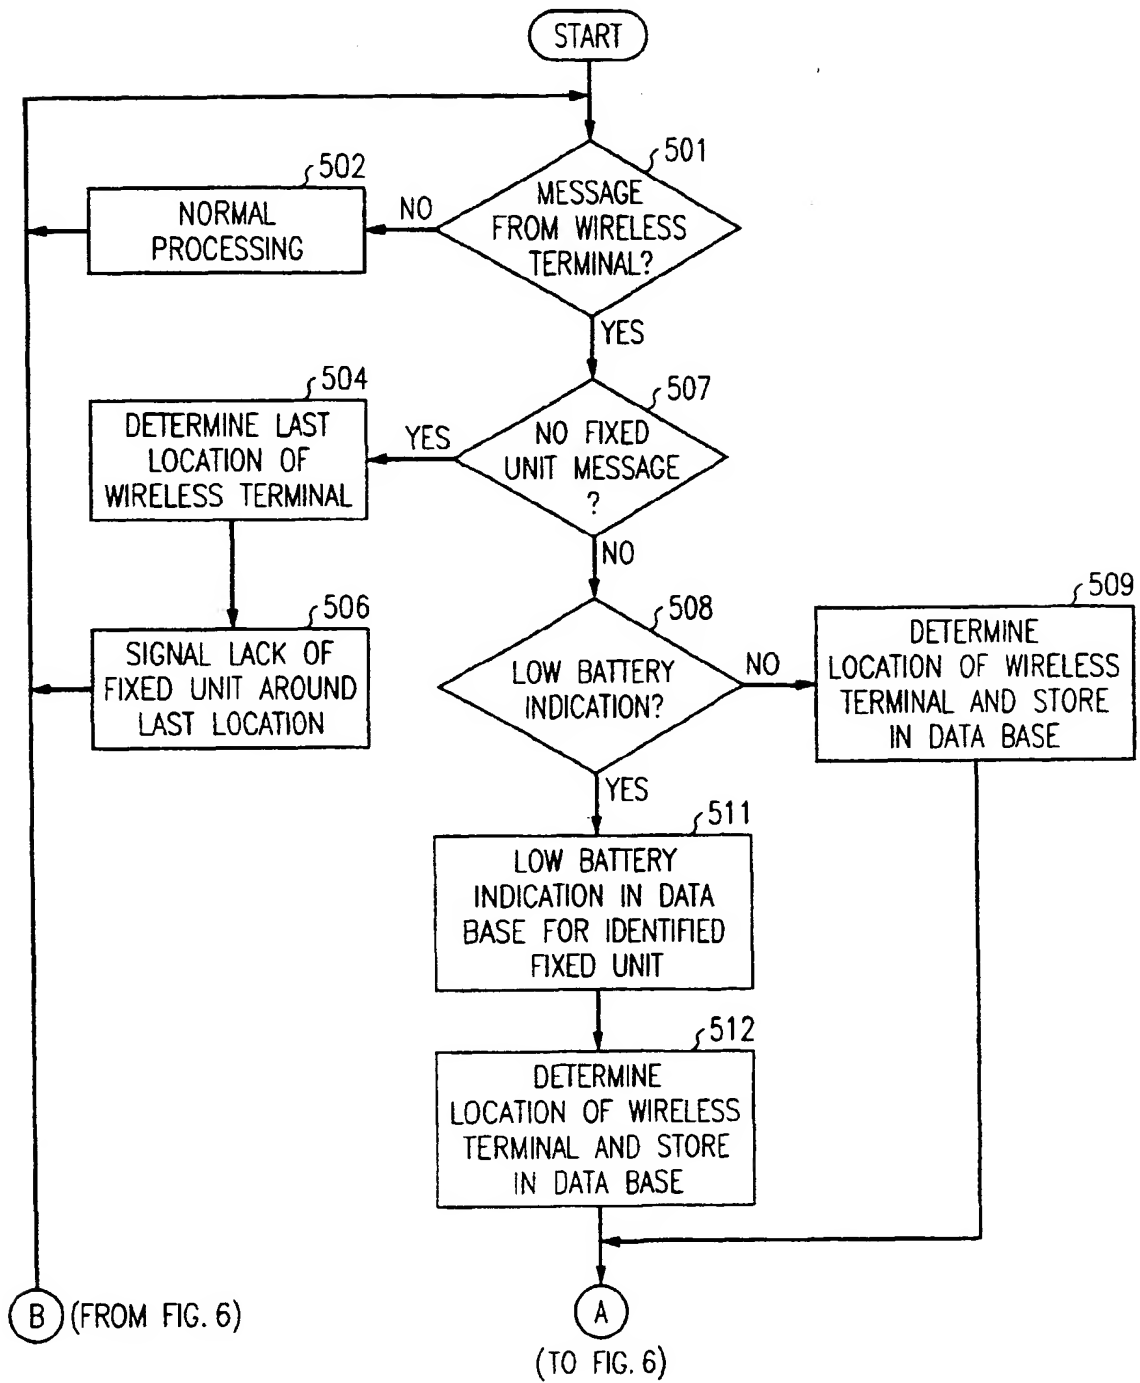 START
501
MESSAGE
FROM WIRELESS
TERMINAL?
NO
502
NORMAL
PROCESSING
YES
507
NO FIXED
UNIT MESSAGE
?
YES
504
DETERMINE LAST
LOCATION OF
WIRELESS TERMINAL
506
SIGNAL LACK OF
FIXED UNIT AROUND
LAST LOCATION
NO
508
LOW BATTERY
INDICATION?
NO
509
DETERMINE
LOCATION OF WIRELESS
TERMINAL AND STORE
IN DATA BASE
YES
511
LOW BATTERY
INDICATION IN DATA
BASE FOR IDENTIFIED
FIXED UNIT
512
DETERMINE
LOCATION OF WIRELESS
TERMINAL AND STORE
IN DATA BASE
B (FROM FIG. 6)
A
(TO FIG. 6)